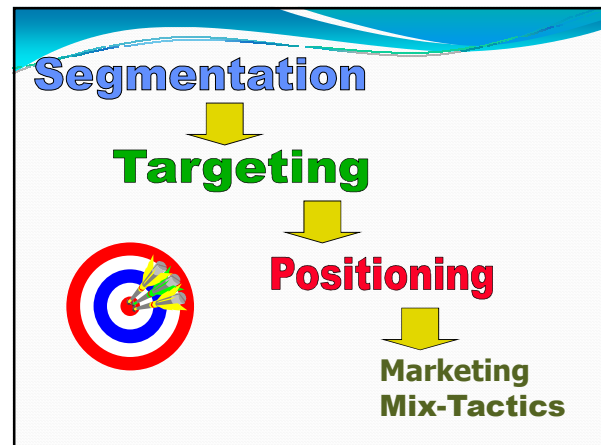 Segmentation
Targeting
Positioning
Marketing
Mix-Tactics